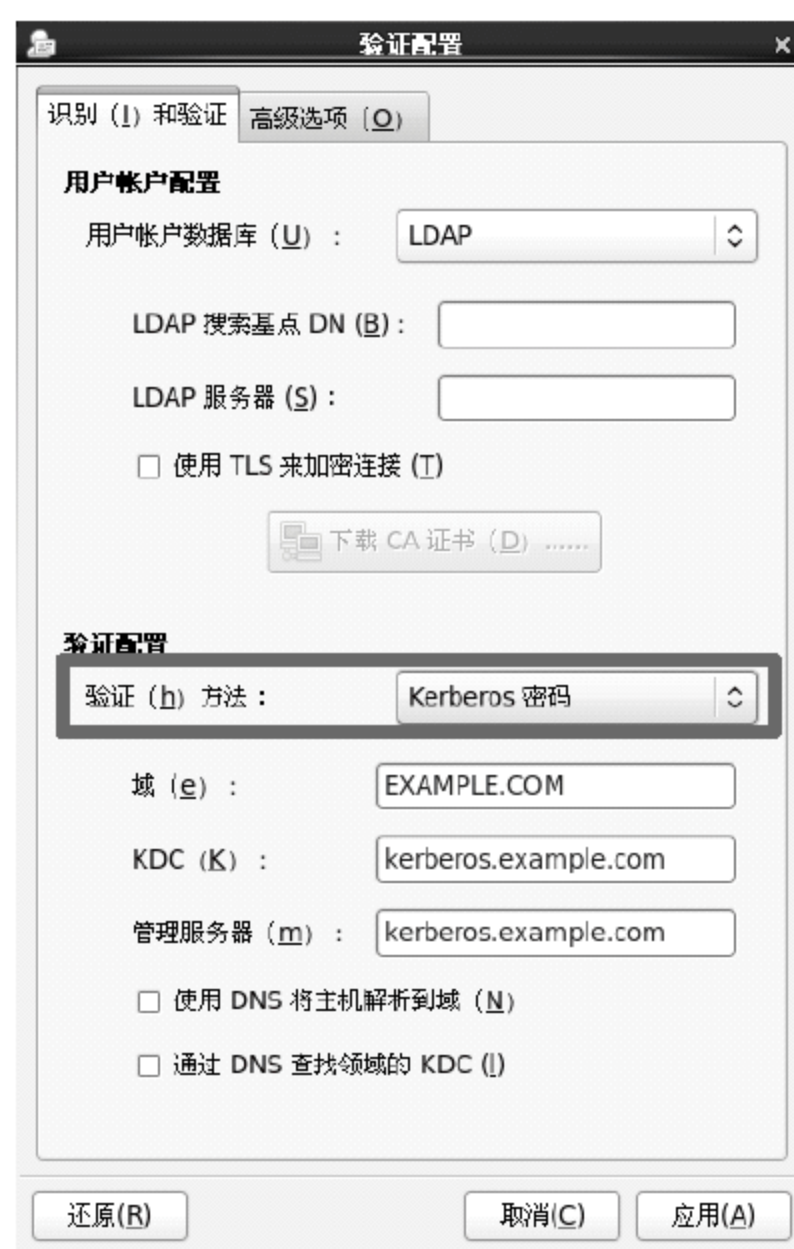 验证配置
识别 (I) 和验证 高级选项 (O)
用户帐户配置
用户帐户数据库 (U) : LDAP
LDAP 搜索基点 DN (B) :
LDAP 服务器 (S) :
使用 TLS 来加密连接 (T)
下载 CA 证书 (D) ......
验证配置
验证 (h) 方法 : Kerberos 密码
域 (e) : EXAMPLE.COM
KDC (K) : kerberos.example.com
管理服务器 (m) : kerberos.example.com
使用 DNS 将主机解析到域 (N)
通过 DNS 查找领域的 KDC (I)
还原(R) 取消(C) 应用(A)